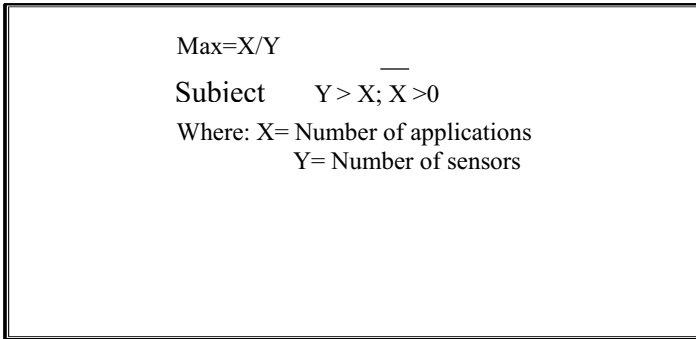 Max=X/Y
Subiect Y > X; X̅ >0
Where: X= Number of applications
Y= Number of sensors